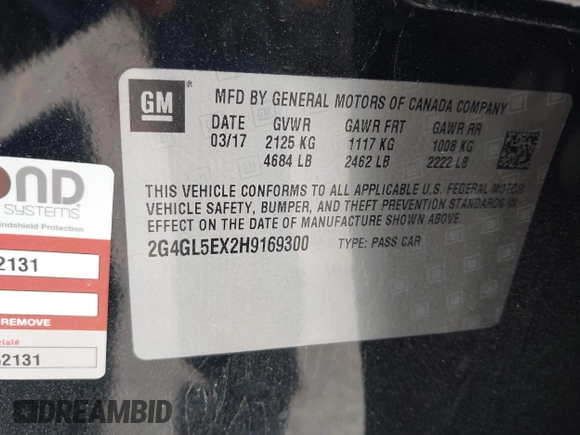 GM
MFD BY GENERAL MOTORS OF CANADA COMPANY
DATE GVWR GAWR FRT GAWR RR
03/17 2125 KG 1117 KG 1008 KG
4684 LB 2462 LB 2222 LB
THIS VEHICLE CONFORMS TO ALL APPLICABLE U.S. FEDERAL MOTOR
VEHICLE SAFETY, BUMPER, AND THEFT PREVENTION STANDARDS IN
EFFECT ON THE DATE OF MANUFACTURE SHOWN ABOVE.
2G4GL5EX2H9169300 TYPE: PASS CAR
OND
SYSTEMS®
indshield Protection
2131
REMOVE
erial#
2131
DREAMBID